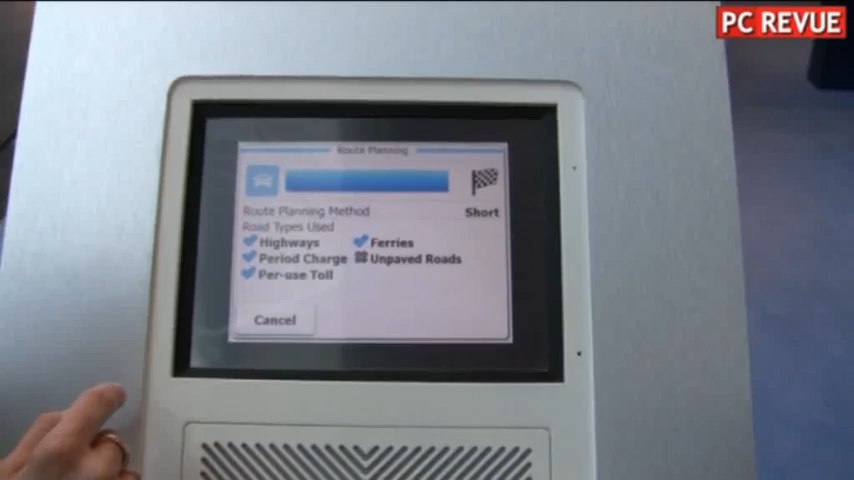 PC REVUE
Route Planning
Route Planning Method Short
Road Types Used
Highways Ferries
Period Charge Unpaved Roads
Per-use Toll
Cancel